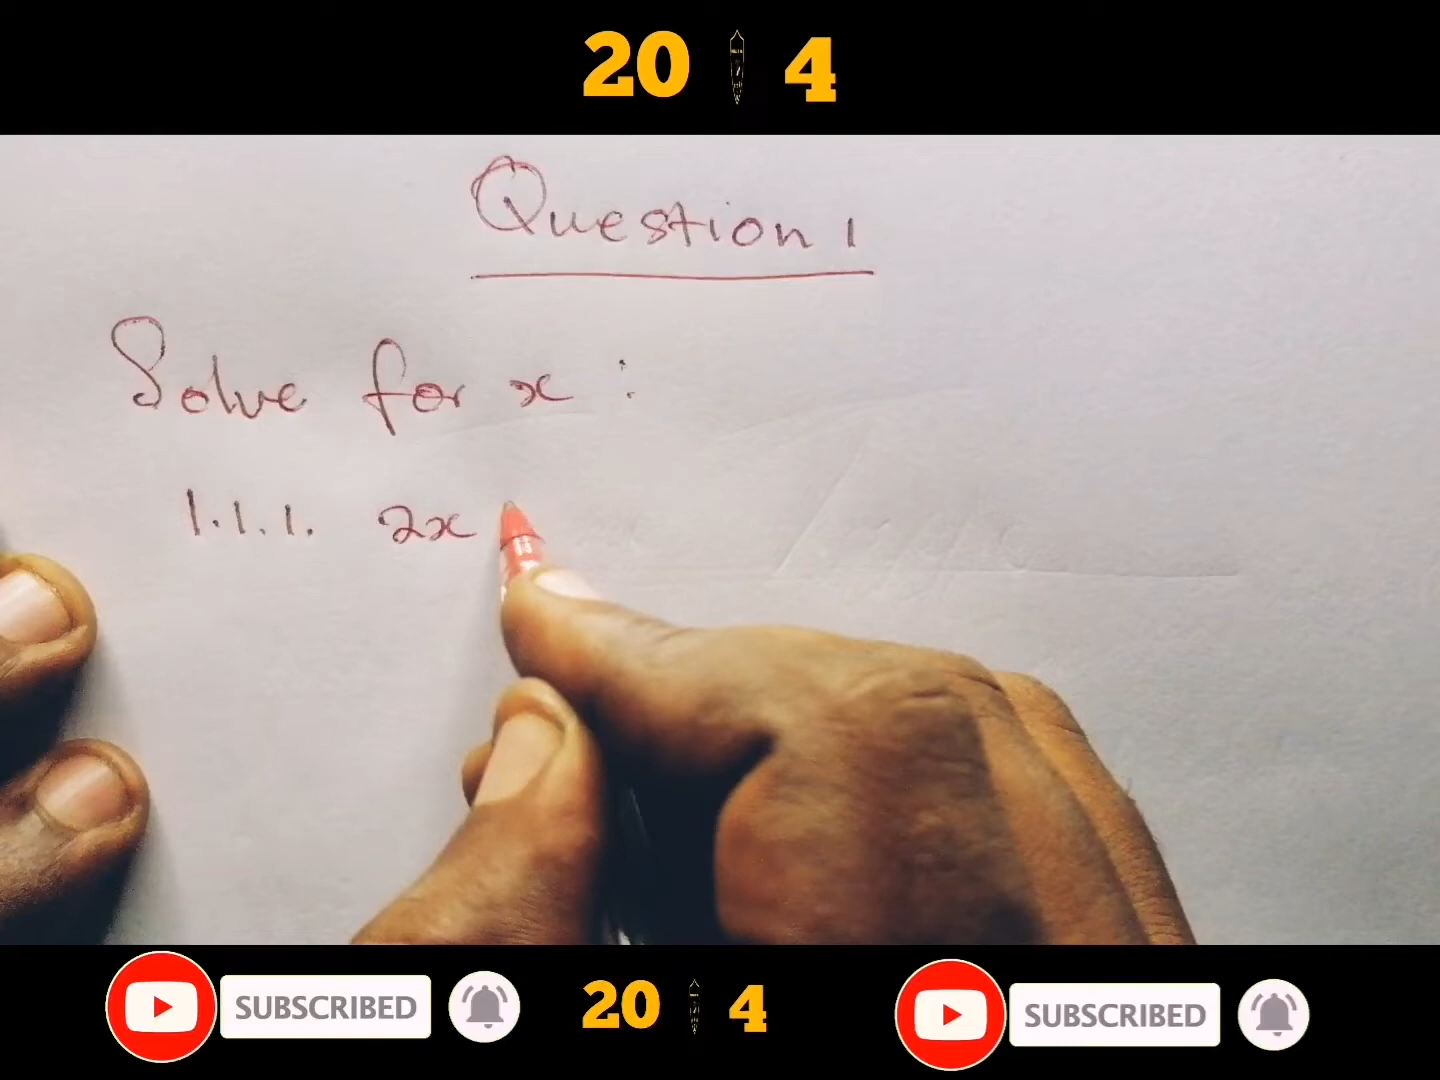 20 4
Question 1
Solve for x :
1.1.1. 2x
SUBSCRIBED 20 4 SUBSCRIBED